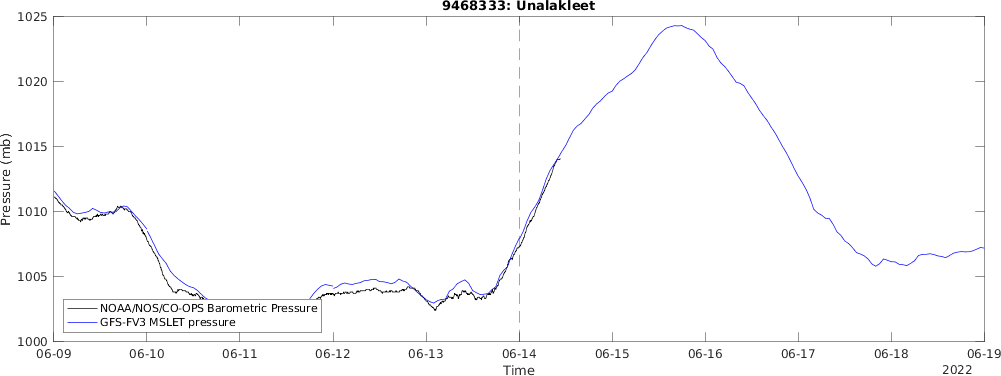 9468333: Unalakleet
Pressure (mb)
1025
1020
1015
1010
1005
1000
NOAA/NOS/CO-OPS Barometric Pressure
GFS-FV3 MSLET pressure
06-09 06-10 06-11 06-12 06-13 06-14 06-15 06-16 06-17 06-18 06-19
Time
2022